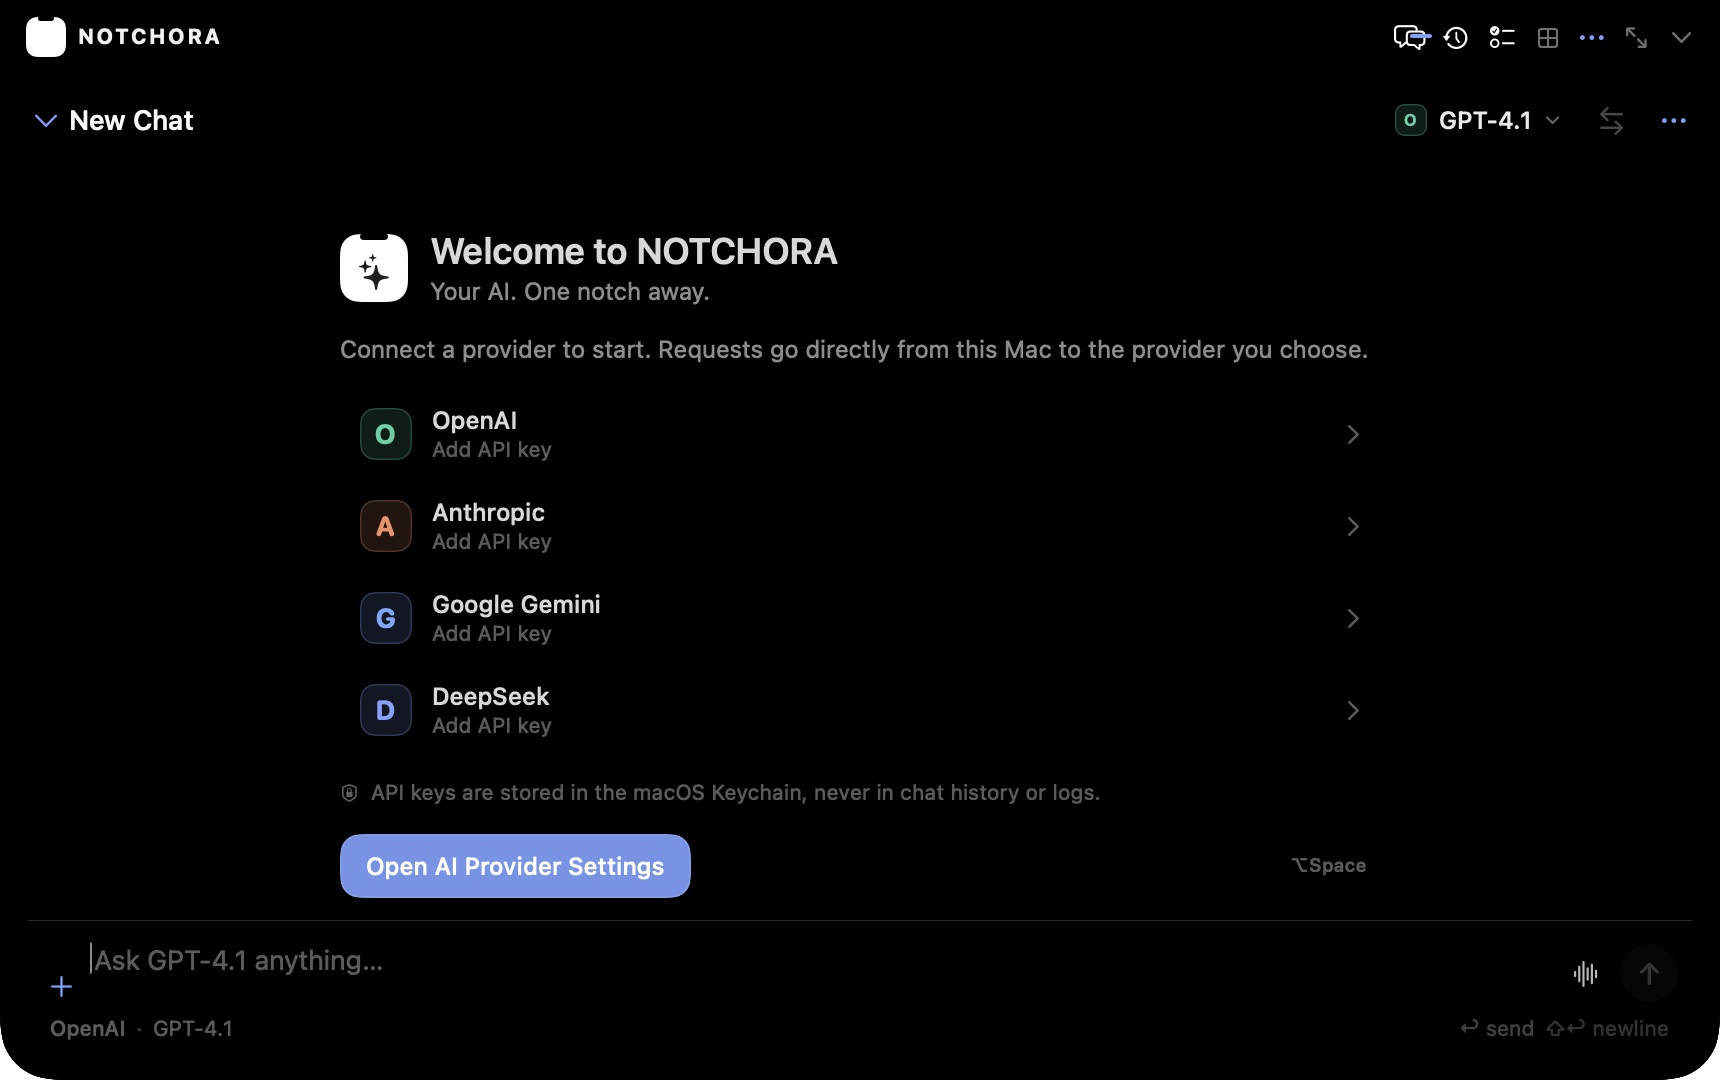 NOTCHORA
New Chat
O GPT-4.1
Welcome to NOTCHORA
Your AI. One notch away.
Connect a provider to start. Requests go directly from this Mac to the provider you choose.
O OpenAI
Add API key
A Anthropic
Add API key
G Google Gemini
Add API key
D DeepSeek
Add API key
API keys are stored in the macOS Keychain, never in chat history or logs.
Open AI Provider Settings
⌥Space
Ask GPT-4.1 anything...
OpenAI · GPT-4.1
↩ send ⇧↩ newline